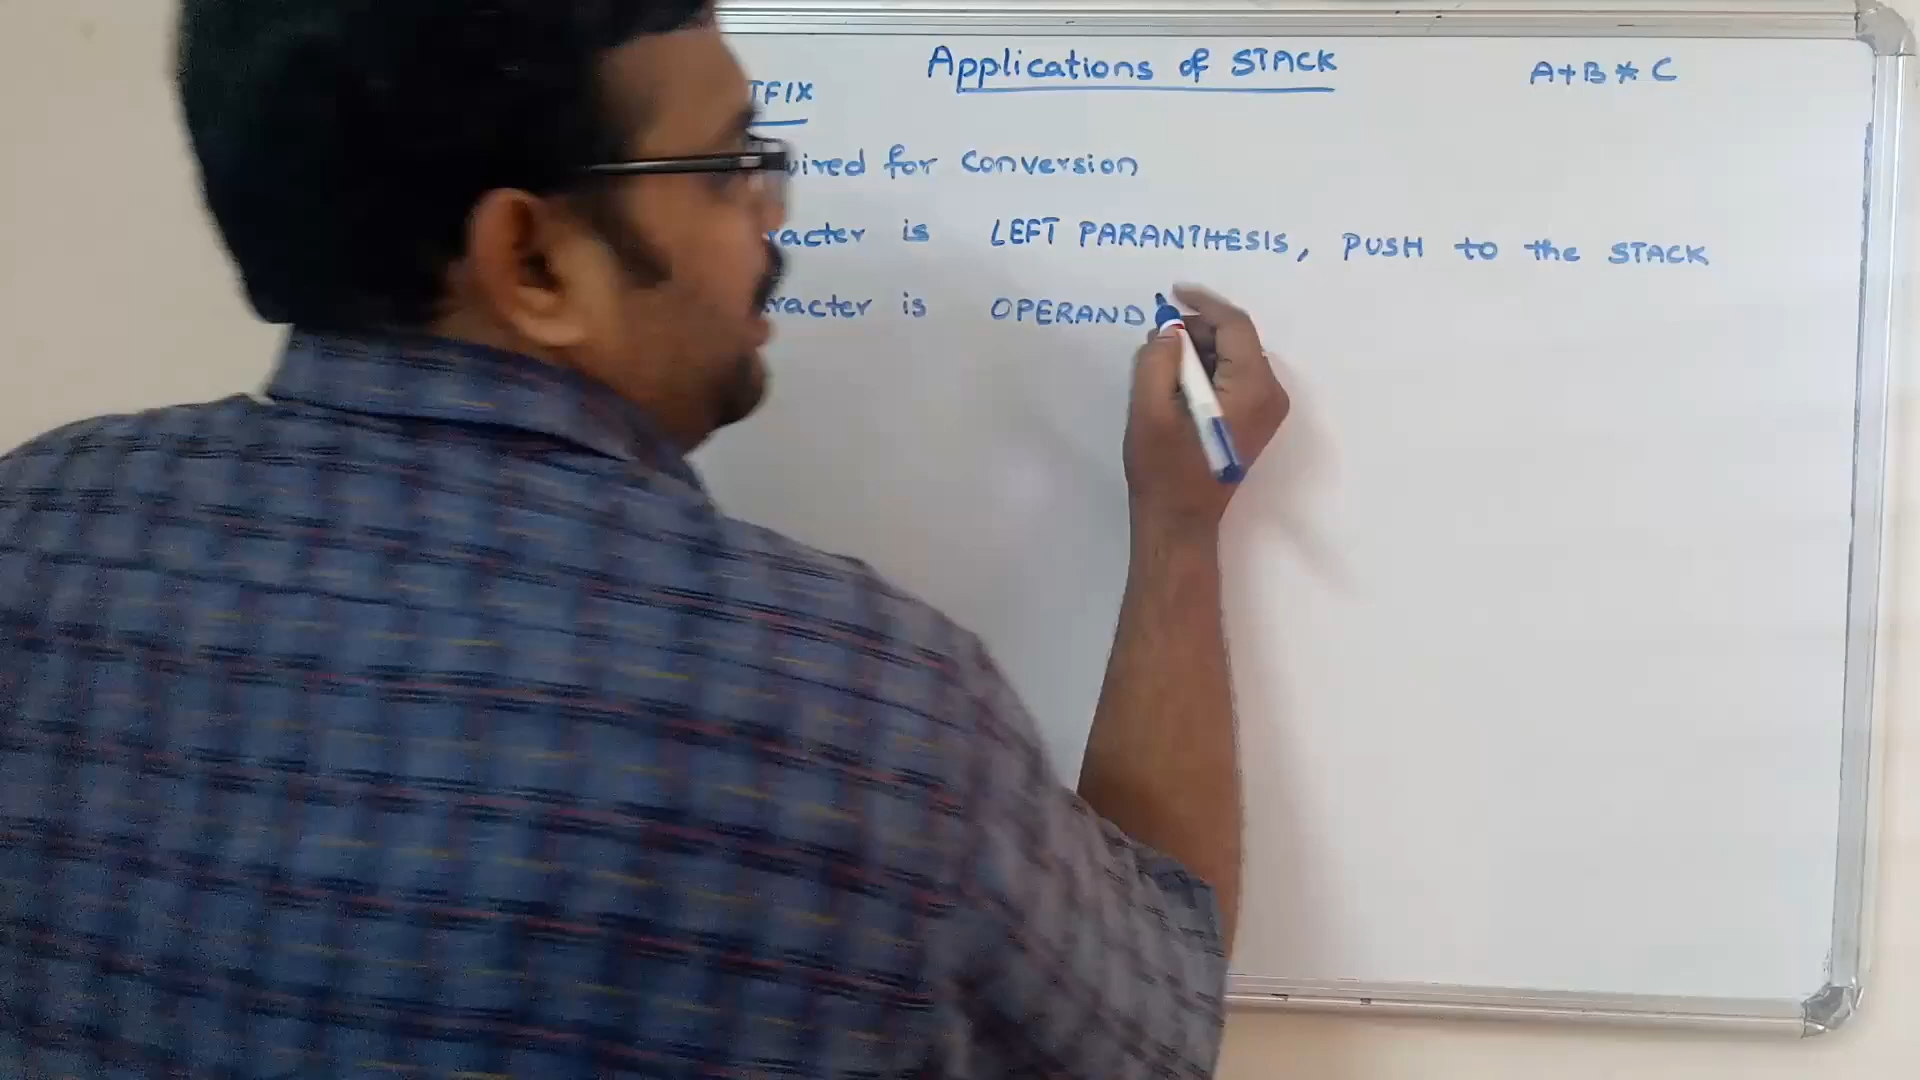 Applications of STACK
A+B * C
TFIX
uired for Conversion
racter is LEFT PARANTHESIS, PUSH to the STACK
racter is OPERAND